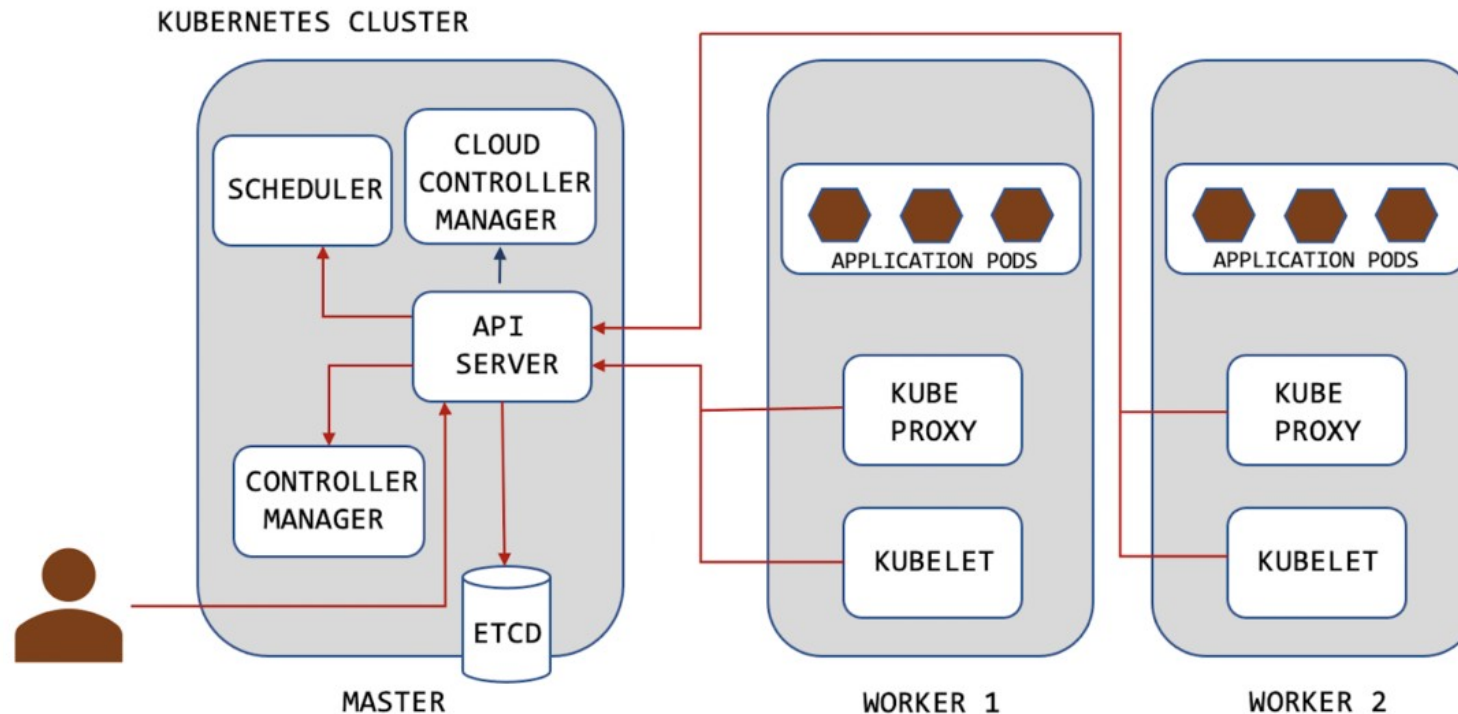 KUBERNETES CLUSTER
SCHEDULER
CLOUD
CONTROLLER
MANAGER
API
SERVER
CONTROLLER
MANAGER
ETCD
MASTER
APPLICATION PODS
KUBE
PROXY
KUBELET
WORKER 1
APPLICATION PODS
KUBE
PROXY
KUBELET
WORKER 2